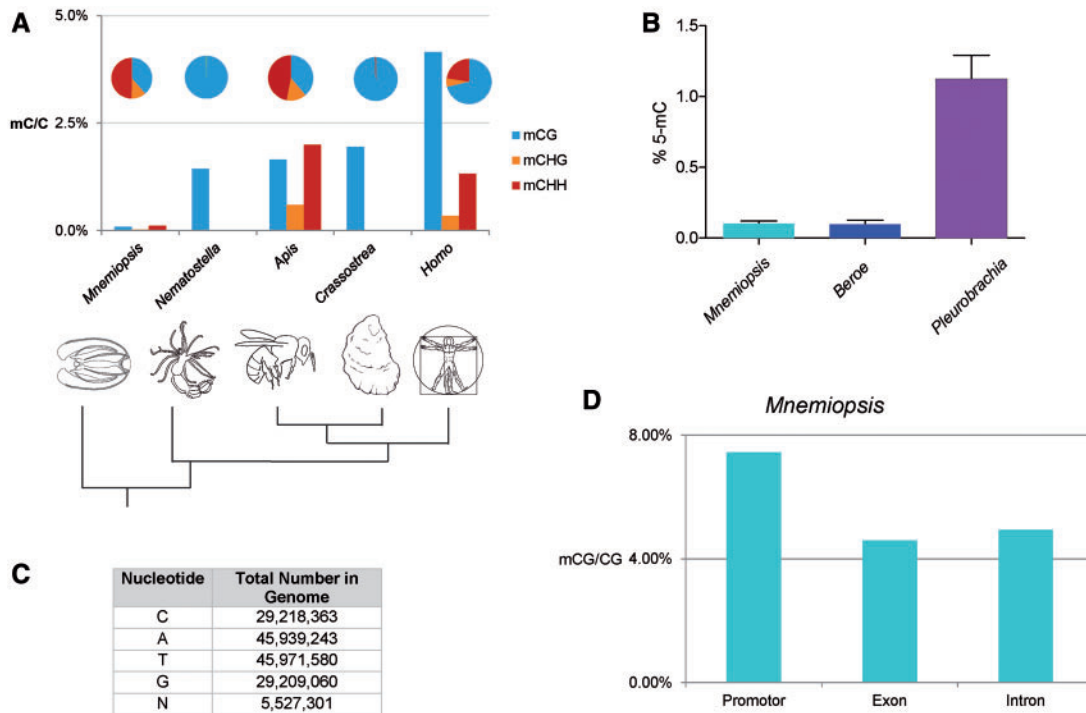 A
5.0%
mC/C
2.5%
0.0%
mCG
mCHG
mCHH
Mnemiopsis
Nematostella
Apis
Crassostrea
Homo
B
1.5
1.0
0.5
0.0
% 5-mC
Mnemiopsis
Beroe
Pleurobrachia
C
Nucleotide Total Number in
Genome
C 29,218,363
A 45,939,243
T 45,971,580
G 29,209,060
N 5,527,301
D
Mnemiopsis
8.00%
mCG/CG
4.00%
0.00%
Promotor
Exon
Intron